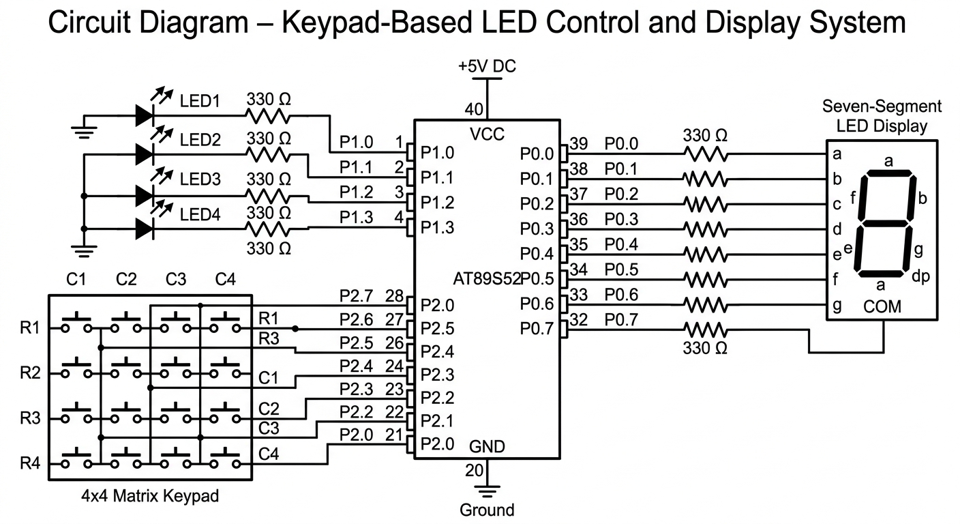 Circuit Diagram – Keypad-Based LED Control and Display System
+5V DC
40
VCC
LED1 330 Ω
LED2 330 Ω
LED3 330 Ω
LED4
330 Ω
P1.0 1 P1.0
P1.1 2 P1.1
P1.2 3 P1.2
P1.3 4 P1.3
AT89S52
P0.0 39 P0.0
P0.1 38 P0.1
P0.2 37 P0.2
P0.3 36 P0.3
P0.4 35 P0.4
P0.5 34 P0.5
P0.6 33 P0.6
P0.7 32 P0.7
330 Ω
330 Ω
Seven-Segment
LED Display
a
b
c
d
e
f
g
a
f b
e g
a dp
COM
C1 C2 C3 C4
R1
R2
R3
R4
R1
R3
C1
C2
C3
C4
P2.7 28 P2.0
P2.6 27 P2.5
P2.5 26 P2.4
P2.4 24 P2.3
P2.3 23 P2.2
P2.2 22 P2.1
P2.0 21 P2.0
4x4 Matrix Keypad
GND
20
Ground